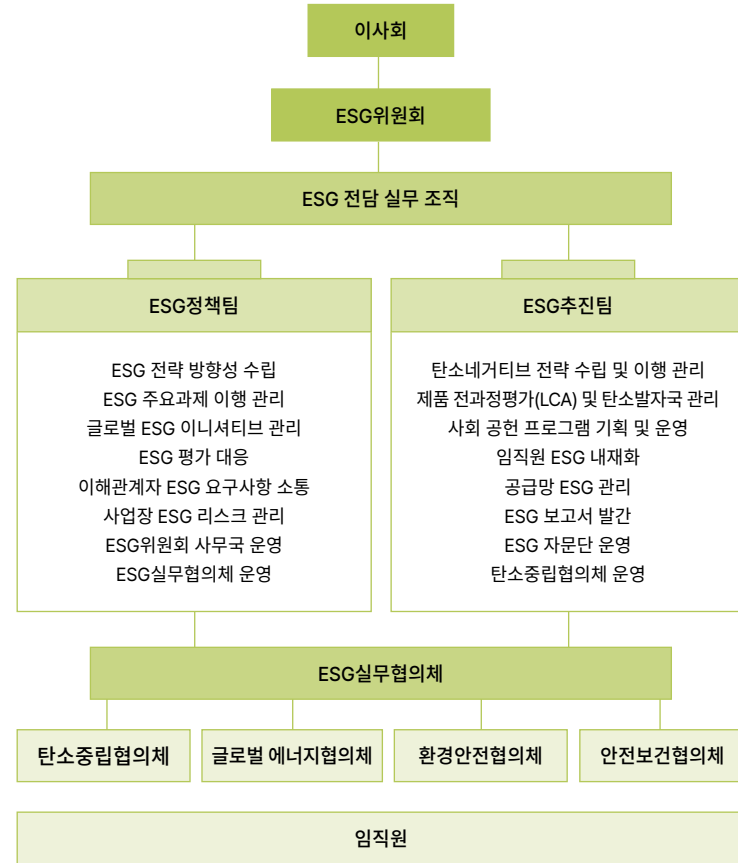 이사회
ESG위원회
ESG 전담 실무 조직
ESG정책팀
ESG 전략 방향성 수립
ESG 주요과제 이행 관리
글로벌 ESG 이니셔티브 관리
ESG 평가 대응
이해관계자 ESG 요구사항 소통
사업장 ESG 리스크 관리
ESG위원회 사무국 운영
ESG실무협의체 운영
ESG추진팀
탄소네거티브 전략 수립 및 이행 관리
제품 전과정평가(LCA) 및 탄소발자국 관리
사회 공헌 프로그램 기획 및 운영
임직원 ESG 내재화
공급망 ESG 관리
ESG 보고서 발간
ESG 자문단 운영
탄소중립협의체 운영
ESG실무협의체
탄소중립협의체
글로벌 에너지협의체
환경안전협의체
안전보건협의체
임직원